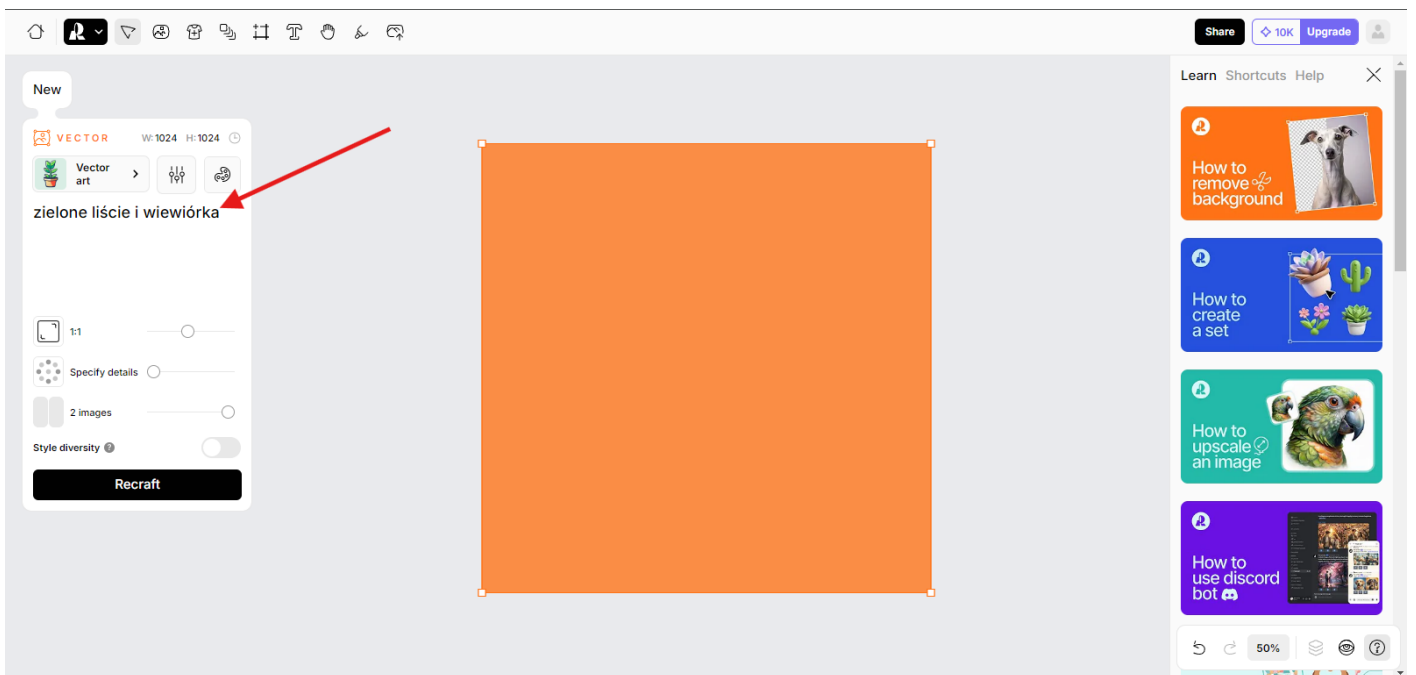 Share
10K
Upgrade
New
VECTOR
W:1024 H:1024
Vector
art
zielone liście i wiewiórka
1:1
Specify details
2 images
Style diversity
Recraft
Learn Shortcuts Help
How to
remove
background
How to
create
a set
How to
upscale
an image
How to
use discord
bot
50%